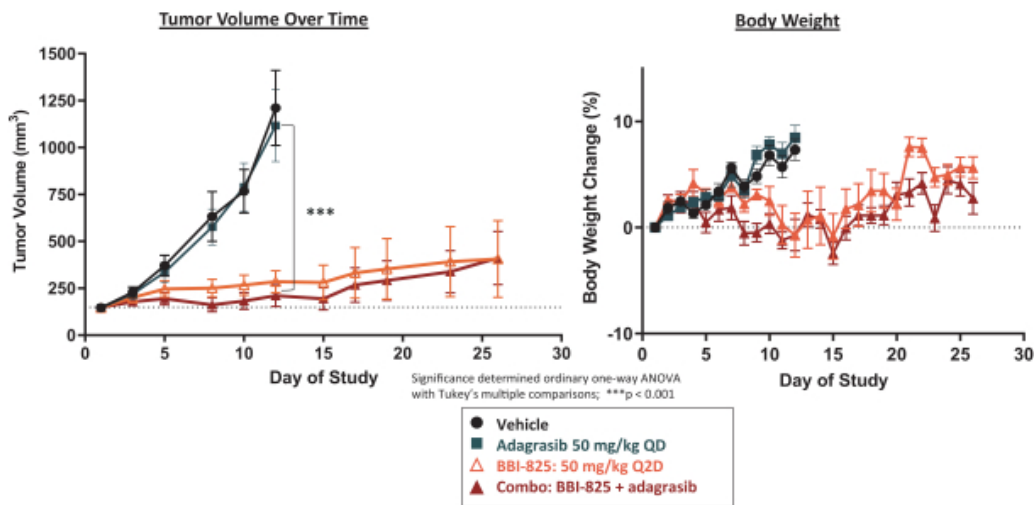 Tumor Volume Over Time
Body Weight
Tumor Volume (mm³)
1500
1250
1000
750
500
250
0
***
0
5
10
15
20
25
30
Day of Study
Body Weight Change (%)
10
0
-10
0
5
10
15
20
25
30
Day of Study
Significance determined ordinary one-way ANOVA
with Tukey's multiple comparisons; ***p < 0.001
Vehicle
Adagrasib 50 mg/kg QD
BBI-825: 50 mg/kg Q2D
Combo: BBI-825 + adagrasib